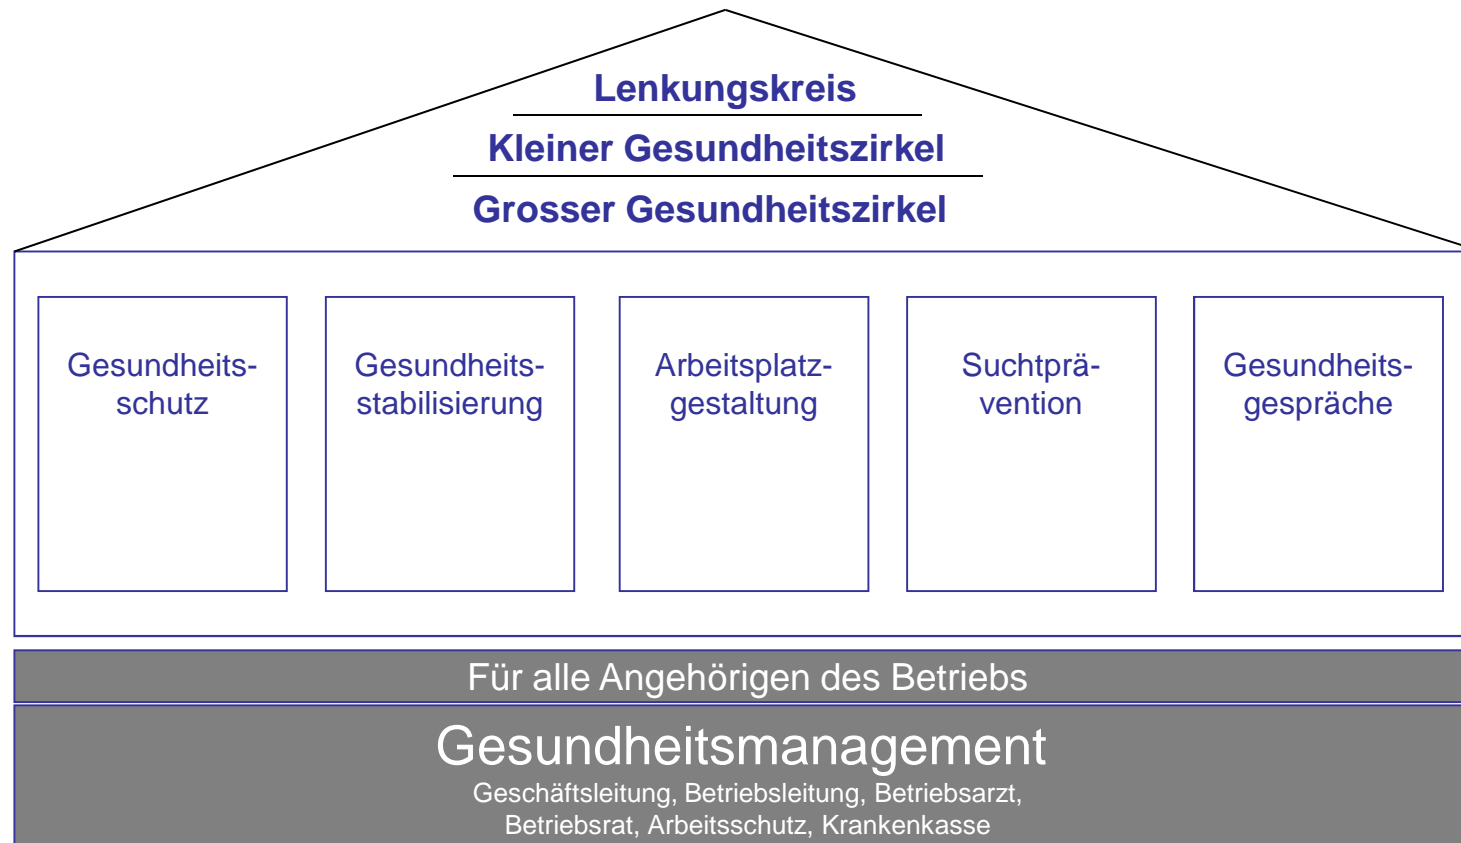 Lenkungskreis
Kleiner Gesundheitszirkel
Grosser Gesundheitszirkel
Gesundheits-
schutz
Gesundheits-
stabilisierung
Arbeitsplatz-
gestaltung
Suchtprä-
vention
Gesundheits-
gespräche
Für alle Angehörigen des Betriebs
Gesundheitsmanagement
Geschäftsleitung, Betriebsleitung, Betriebsarzt,
Betriebsrat, Arbeitsschutz, Krankenkasse